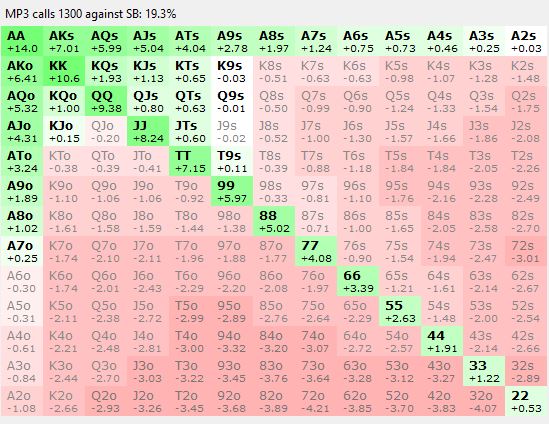 MP3 calls 1300 against SB: 19.3%
AA AKs AQs AJs ATs A9s A8s A7s A6s A5s A4s A3s A2s
+14.0 +7.01 +5.99 +5.04 +4.04 +2.78 +1.97 +1.24 +0.75 +0.73 +0.46 +0.25 +0.03
AKo KK KQs KJs KTs K9s K8s K7s K6s K5s K4s K3s K2s
+6.41 +10.6 +1.93 +1.13 +0.65 -0.03 -0.51 -0.63 -0.63 -0.98 -1.07 -1.28 -1.48
AQo KQo QQ QJs QTs Q9s Q8s Q7s Q6s Q5s Q4s Q3s Q2s
+5.32 +1.00 +9.38 +0.80 +0.63 -0.01 -0.50 -0.99 -0.90 -1.24 -1.33 -1.54 -1.75
AJo KJo QJo JJ JTs J9s J8s J7s J6s J5s J4s J3s J2s
+4.31 +0.15 -0.20 +8.24 +0.60 -0.02 -0.52 -1.00 -1.30 -1.57 -1.66 -1.86 -2.08
ATo KTo QTo JTo TT T9s T8s T7s T6s T5s T4s T3s T2s
+3.24 -0.38 -0.39 -0.41 +7.15 +0.11 -0.39 -0.88 -1.18 -1.84 -1.84 -2.05 -2.26
A9o K9o Q9o J9o T9o 99 98s 97s 96s 95s 94s 93s 92s
+1.89 -1.10 -1.06 -1.06 -0.92 +5.97 -0.33 -0.81 -1.10 -1.76 -2.16 -2.28 -2.49
A8o K8o Q8o J8o T8o 98o 88 87s 86s 85s 84s 83s 82s
+1.02 -1.61 -1.58 -1.59 -1.44 -1.38 +5.02 -0.71 -1.00 -1.65 -2.05 -2.58 -2.70
A7o K7o Q7o J7o T7o 97o 87o 77 76s 75s 74s 73s 72s
+0.25 -1.74 -2.10 -2.11 -1.96 -1.88 -1.77 +4.08 -0.90 -1.54 -1.94 -2.47 -3.01
A6o K6o Q6o J6o T6o 96o 86o 76o 66 65s 64s 63s 62s
-0.30 -1.74 -2.01 -2.43 -2.29 -2.20 -2.08 -1.97 +3.39 -1.21 -1.61 -2.14 -2.67
A5o K5o Q5o J5o T5o 95o 85o 75o 65o 55 54s 53s 52s
-0.31 -2.11 -2.38 -2.72 -2.99 -2.89 -2.76 -2.64 -2.29 +2.63 -1.48 -2.00 -2.54
A4o K4o Q4o J4o T4o 94o 84o 74o 64o 54o 44 43s 42s
-0.61 -2.21 -2.48 -2.81 -3.00 -3.32 -3.20 -3.07 -2.72 -2.57 +1.91 -2.14 -2.66
A3o K3o Q3o J3o T3o 93o 83o 73o 63o 53o 43o 33 32s
-0.84 -2.44 -2.70 -3.03 -3.22 -3.45 -3.76 -3.64 -3.28 -3.12 -3.27 +1.22 -2.89
A2o K2o Q2o J2o T2o 92o 82o 72o 62o 52o 42o 32o 22
-1.08 -2.66 -2.93 -3.26 -3.45 -3.68 -3.89 -4.21 -3.85 -3.70 -3.83 -4.07 +0.53